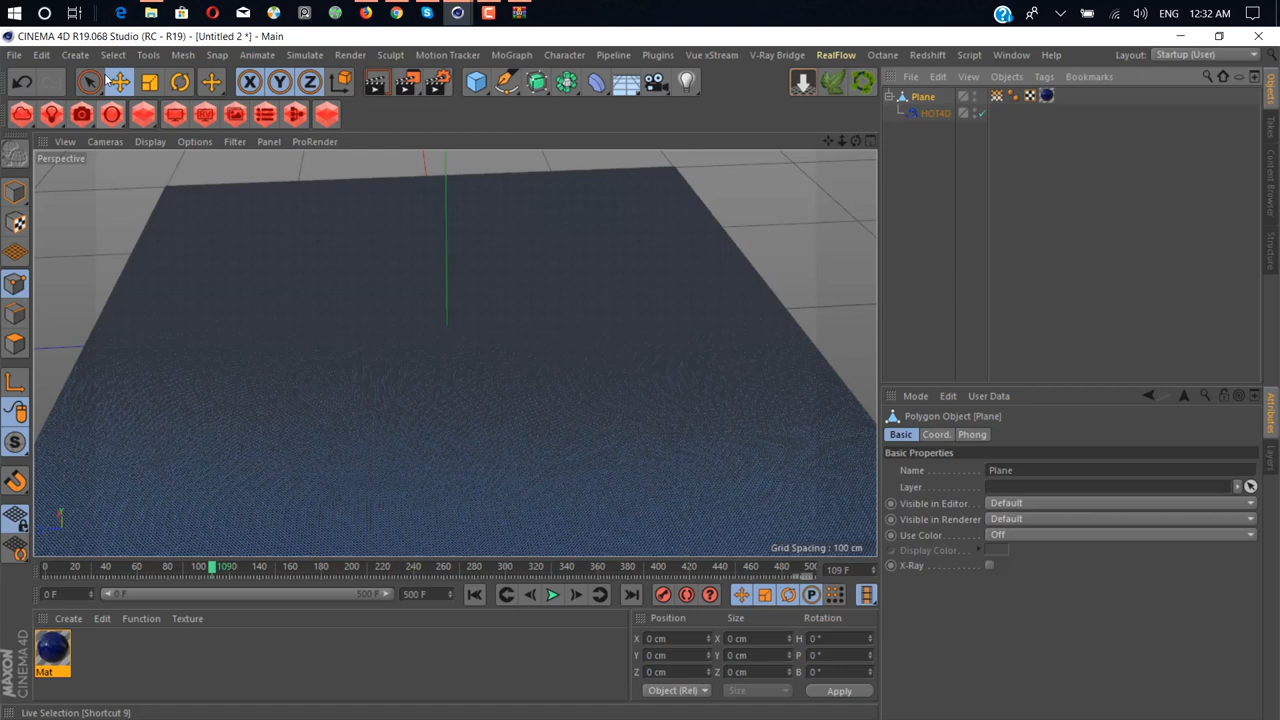 ENG 12:32 AM
CINEMA 4D R19.068 Studio (RC - R19) - [Untitled 2 *] - Main
File Edit Create Select Tools Mesh Snap Animate Simulate Render Sculpt Motion Tracker MoGraph Character Pipeline Plugins Vue xStream V-Ray Bridge RealFlow Octane Redshift Script Window Help Layout: Startup (User)
File Edit View Objects Tags Bookmarks
Plane
HOT4D
View Cameras Display Options Filter Panel ProRender
Perspective
Grid Spacing : 100 cm
Objects
Takes
Content Browser
Structure
Attributes
Layers
Mode Edit User Data
Polygon Object [Plane]
Basic Coord. Phong
Basic Properties
Name Plane
Layer
Visible in Editor Default
Visible in Renderer Default
Use Color Off
Display Color
X-Ray
0 20 40 60 80 100 1090 140 160 180 200 220 240 260 280 300 320 340 360 380 400 420 440 460 480 500 109 F
0 F 0 F 500 F 500 F
Create Edit Function Texture
Mat
Position Size Rotation
X 0 cm X 0 cm H 0 °
Y 0 cm Y 0 cm P 0 °
Z 0 cm Z 0 cm B 0 °
Object (Rel) Size Apply
MAXON
CINEMA 4D
Live Selection [Shortcut 9]